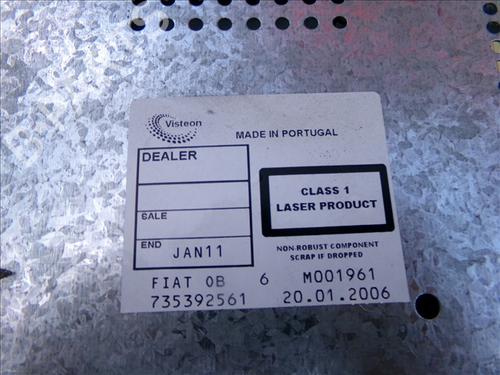 Visteon
MADE IN PORTUGAL
DEALER
SALE
END JAN11
CLASS 1
LASER PRODUCT
NON-ROBUST COMPONENT
SCRAP IF DROPPED
FIAT 0B 6 M001961
735392561 20.01.2006